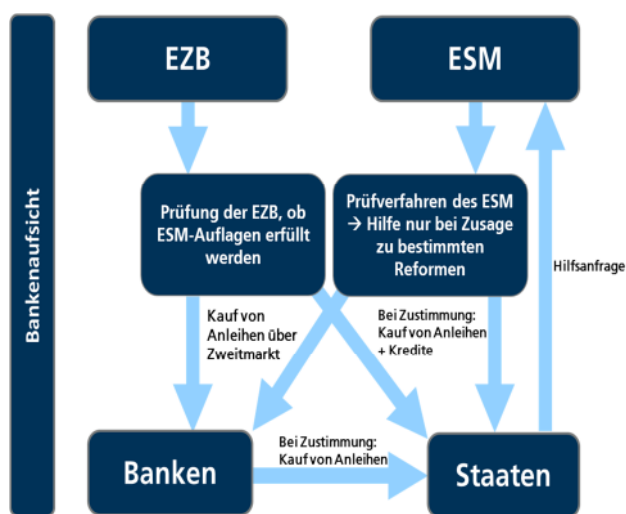 Bankenaufsicht
EZB
ESM
Prüfung der EZB, ob
ESM-Auflagen erfüllt
werden
Prüfverfahren des ESM
→ Hilfe nur bei Zusage
zu bestimmten
Reformen
Hilfsanfrage
Kauf von
Anleihen über
Zweitmarkt
Bei Zustimmung:
Kauf von Anleihen
+ Kredite
Banken
Bei Zustimmung:
Kauf von Anleihen
Staaten